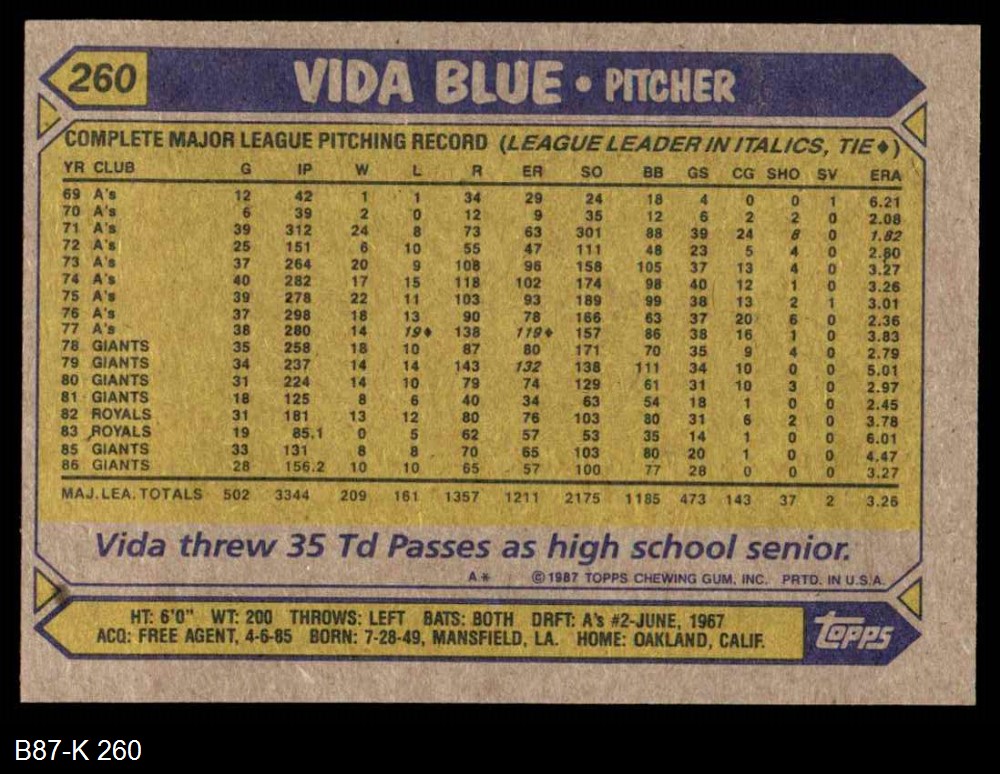 260 VIDA BLUE • PITCHER
COMPLETE MAJOR LEAGUE PITCHING RECORD (LEAGUE LEADER IN ITALICS, TIE♦)
YR CLUB G IP W L R ER SO BB GS CG SHO SV ERA
69 A's 12 42 1 1 34 29 24 18 4 0 0 1 6.21
70 A's 6 39 2 0 12 9 35 12 6 2 2 0 2.08
71 A's 39 312 24 8 73 63 301 88 39 24 8 0 1.82
72 A's 25 151 6 10 55 47 111 48 23 5 4 0 2.80
73 A's 37 264 20 9 108 96 158 105 37 13 4 0 3.27
74 A's 40 282 17 15 118 102 174 98 40 12 1 0 3.26
75 A's 39 278 22 11 103 93 189 99 38 13 2 1 3.01
76 A's 37 298 18 13 90 78 166 63 37 20 6 0 2.36
77 A's 38 280 14 19♦ 138 119♦ 157 86 38 16 1 0 3.83
78 GIANTS 35 258 18 10 87 80 171 70 35 9 4 0 2.79
79 GIANTS 34 237 14 14 143 132 138 111 34 10 0 0 5.01
80 GIANTS 31 224 14 10 79 74 129 61 31 10 3 0 2.97
81 GIANTS 18 125 8 6 40 34 63 54 18 1 0 0 2.45
82 ROYALS 31 181 13 12 80 76 103 80 31 6 2 0 3.78
83 ROYALS 19 85.1 0 5 62 57 53 35 14 1 0 0 6.01
85 GIANTS 33 131 8 8 70 65 103 80 20 1 0 0 4.47
86 GIANTS 28 156.2 10 10 65 57 100 77 28 0 0 0 3.27
MAJ. LEA. TOTALS 502 3344 209 161 1357 1211 2175 1185 473 143 37 2 3.26
Vida threw 35 Td Passes as high school senior.
A* ©1987 TOPPS CHEWING GUM, INC. PRTD. IN U.S.A.
HT: 6'0" WT: 200 THROWS: LEFT BATS: BOTH DRFT: A's #2-JUNE, 1967
ACQ: FREE AGENT, 4-6-85 BORN: 7-28-49, MANSFIELD, LA. HOME: OAKLAND, CALIF.
topps
B87-K 260